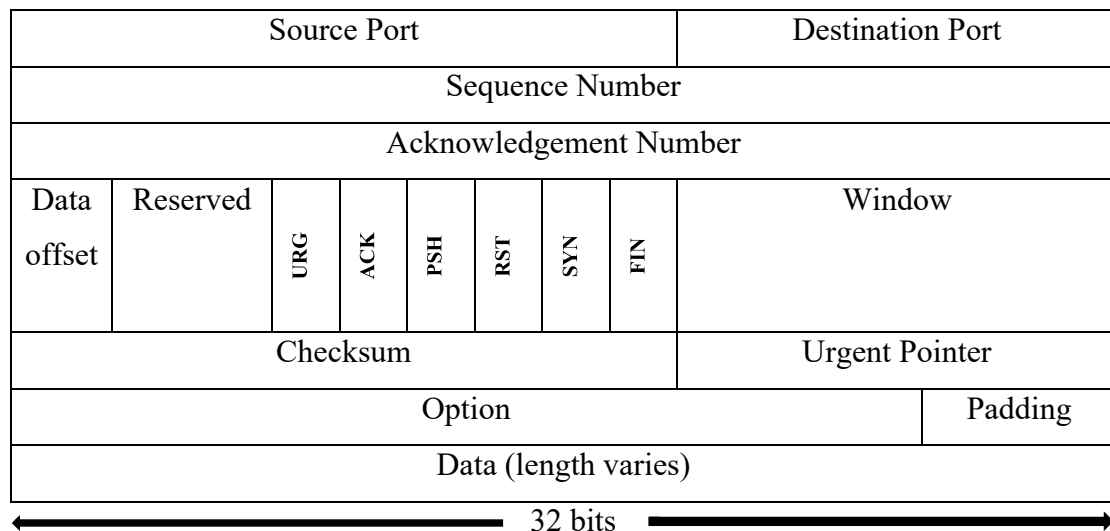 Source Port Destination Port
Sequence Number
Acknowledgement Number
Data offset Reserved URG ACK PSH RST SYN FIN Window
Checksum Urgent Pointer
Option Padding
Data (length varies)
32 bits